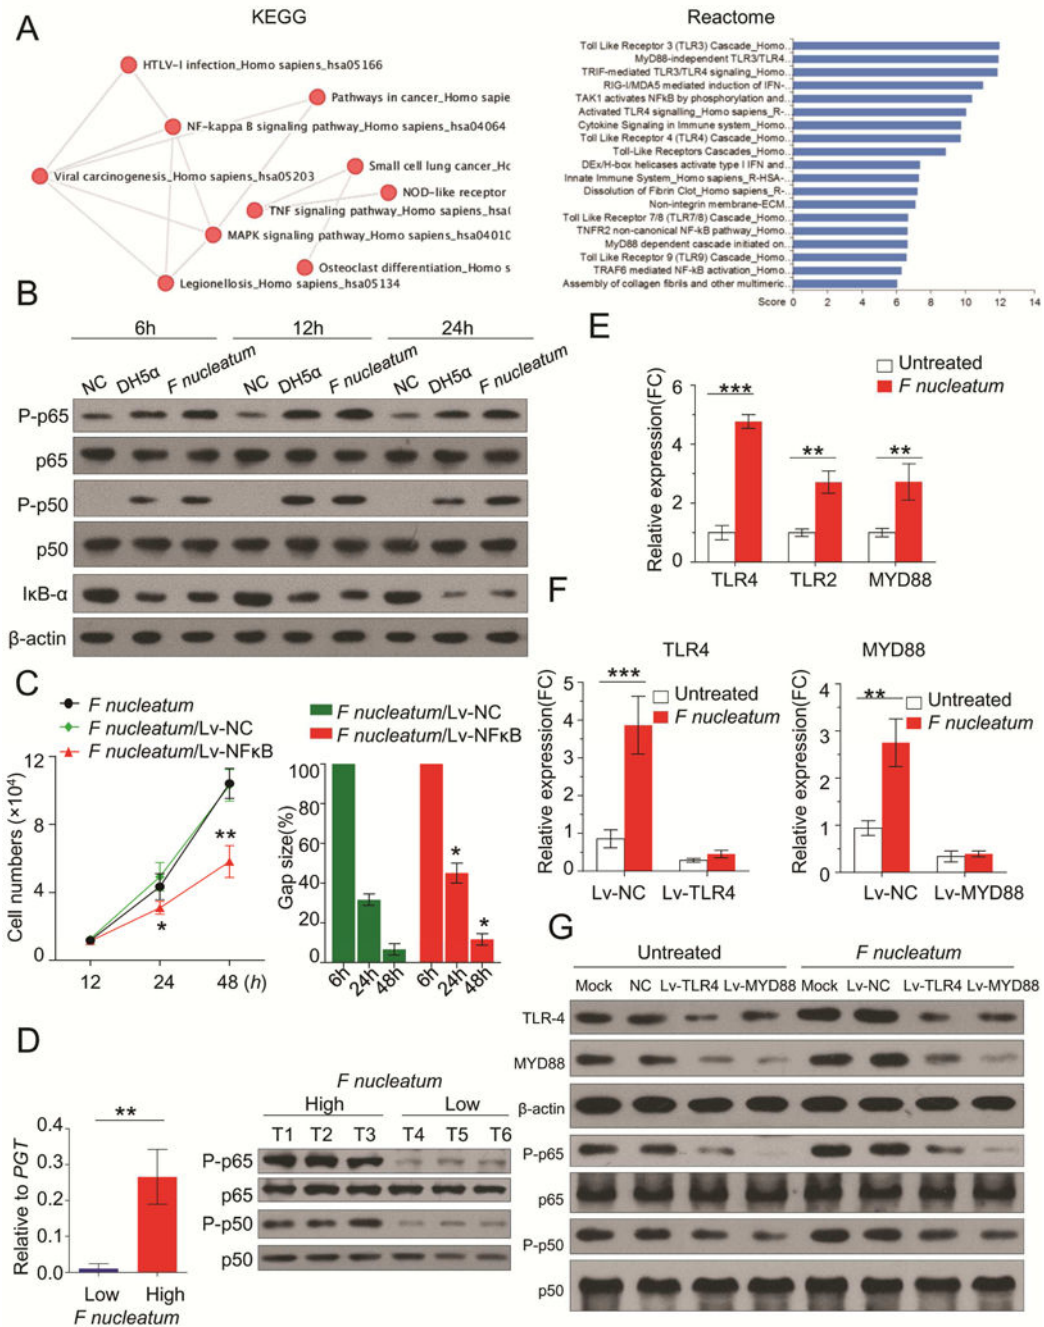 A
KEGG
HTLV-I infection_Homo sapiens_hsa05166
Pathways in cancer_Homo sapie
NF-kappa B signaling pathway_Homo sapiens_hsa04064
Small cell lung cancer_Hc
Viral carcinogenesis_Homo sapiens_hsa05203
NOD-like receptor
TNF signaling pathway_Homo sapiens_hsa(
MAPK signaling pathway_Homo sapiens_hsa0401C
Osteoclast differentiation_Homo s
Legionellosis_Homo sapiens_hsa05134
Reactome
Toll Like Receptor 3 (TLR3) Cascade_Homo..
MyD88-independent TLR3/TLR4..
TRIF-mediated TLR3/TLR4 signaling_Homo..
RIG-I/MDA5 mediated induction of IFN-..
TAK1 activates NFkB by phosphorylation and..
Activated TLR4 signalling_Homo sapiens_R-..
Cytokine Signaling in Immune system_Homo..
Toll Like Receptor 4 (TLR4) Cascade_Homo..
Toll-Like Receptors Cascades_Homo..
DEx/H-box helicases activate type I IFN and..
Innate Immune System_Homo sapiens_R-HSA-..
Dissolution of Fibrin Clot_Homo sapiens_R-..
Non-integrin membrane-ECM..
Toll Like Receptor 7/8 (TLR7/8) Cascade_Homo..
TNFR2 non-canonical NF-kB pathway_Homo..
MyD88 dependent cascade initiated on..
Toll Like Receptor 9 (TLR9) Cascade_Homo..
TRAF6 mediated NF-kB activation_Homo..
Assembly of collagen fibrils and other multimeric..
Score 0 2 4 6 8 10 12 14
B
6h 12h 24h
NC DH5α F nucleatum NC DH5α F nucleatum NC DH5α F nucleatum
P-p65
p65
P-p50
p50
IκB-α
β-actin
C
F nucleatum
F nucleatum/Lv-NC
F nucleatum/Lv-NFκB
Cell numbers (×10⁴)
12
8
4
0
**
*
12 24 48 (h)
F nucleatum/Lv-NC
F nucleatum/Lv-NFκB
Gap size(%)
100
80
60
40
20
0
*
*
6h 24h 48h 6h 24h 48h
D
Relative to PGT
0.4
0.3
0.2
0.1
0.0
**
Low High
F nucleatum
F nucleatum
High Low
T1 T2 T3 T4 T5 T6
P-p65
p65
P-p50
p50
E
Untreated
F nucleatum
Relative expression(FC)
6
4
2
0
*** ** **
TLR4 TLR2 MYD88
F
TLR4
Untreated
F nucleatum
Relative expression(FC)
5
4
3
2
1
0
***
Lv-NC Lv-TLR4
MYD88
Untreated
F nucleatum
Relative expression(FC)
4
3
2
1
0
**
Lv-NC Lv-MYD88
G
Untreated F nucleatum
Mock NC Lv-TLR4 Lv-MYD88 Mock Lv-NC Lv-TLR4 Lv-MYD88
TLR-4
MYD88
β-actin
P-p65
p65
P-p50
p50